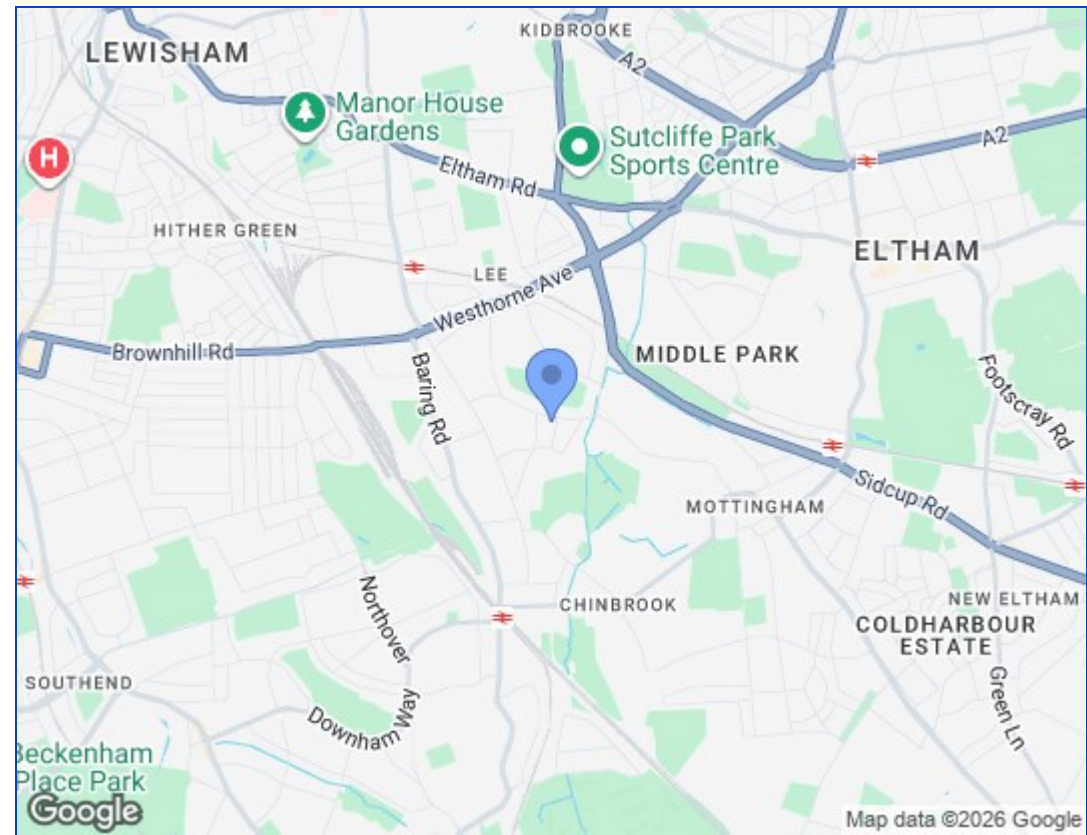 KIDBROOKE
LEWISHAM
A2
Manor House
Gardens
Sutcliffe Park
Sports Centre
A2
H
Eltham Rd
HITHER GREEN
ELTHAM
LEE
Westhorne Ave
Brownhill Rd
MIDDLE PARK
Baring Rd
Footscray Rd
Sidcup Rd
MOTTINGHAM
Northover
CHINBROOK
NEW ELTHAM
COLDHARBOUR
ESTATE
SOUTHEND
Green Ln
Downham Way
Beckenham
Place Park
Google
Map data ©2026 Google